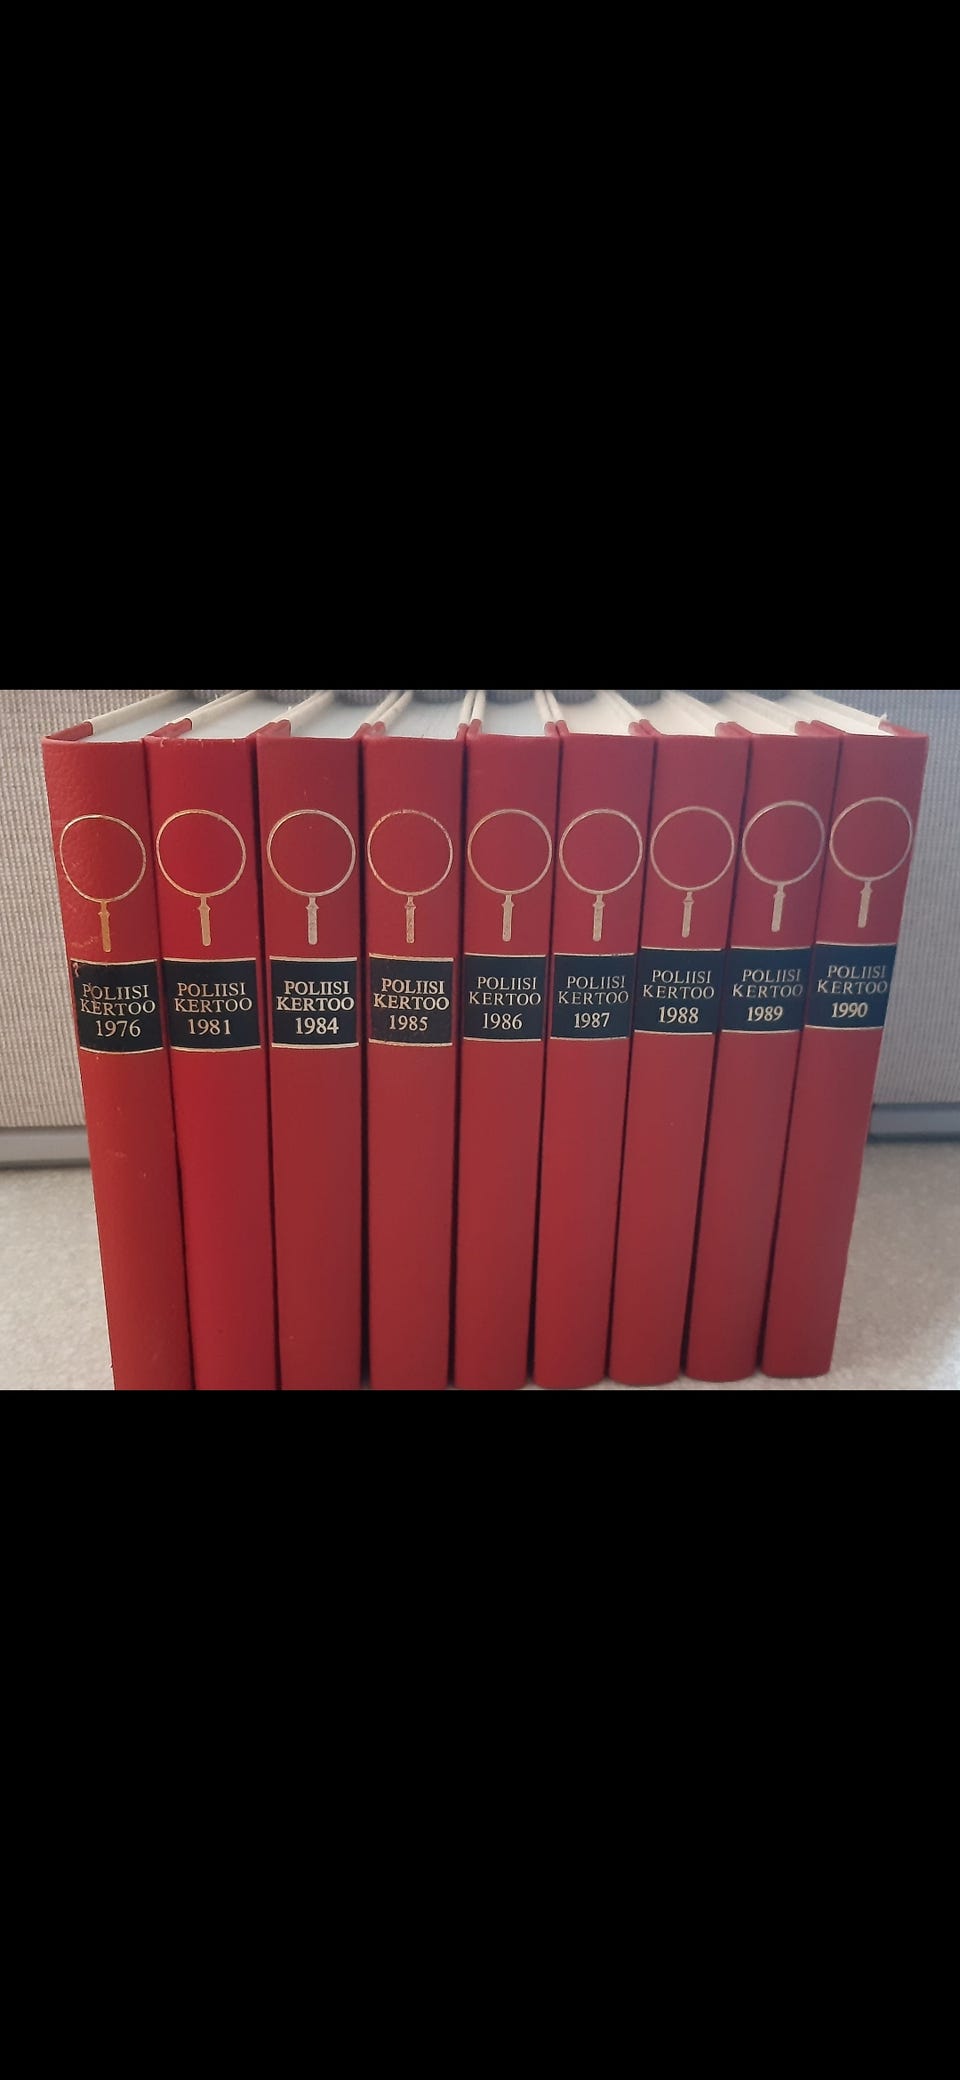 POLIISI
KERTOO
1976
POLIISI
KERTOO
1981
POLIISI
KERTOO
1984
POLIISI
KERTOO
1985
POLIISI
KERTOO
1986
POLIISI
KERTOO
1987
POLIISI
KERTOO
1988
POLIISI
KERTOO
1989
POLIISI
KERTOO
1990